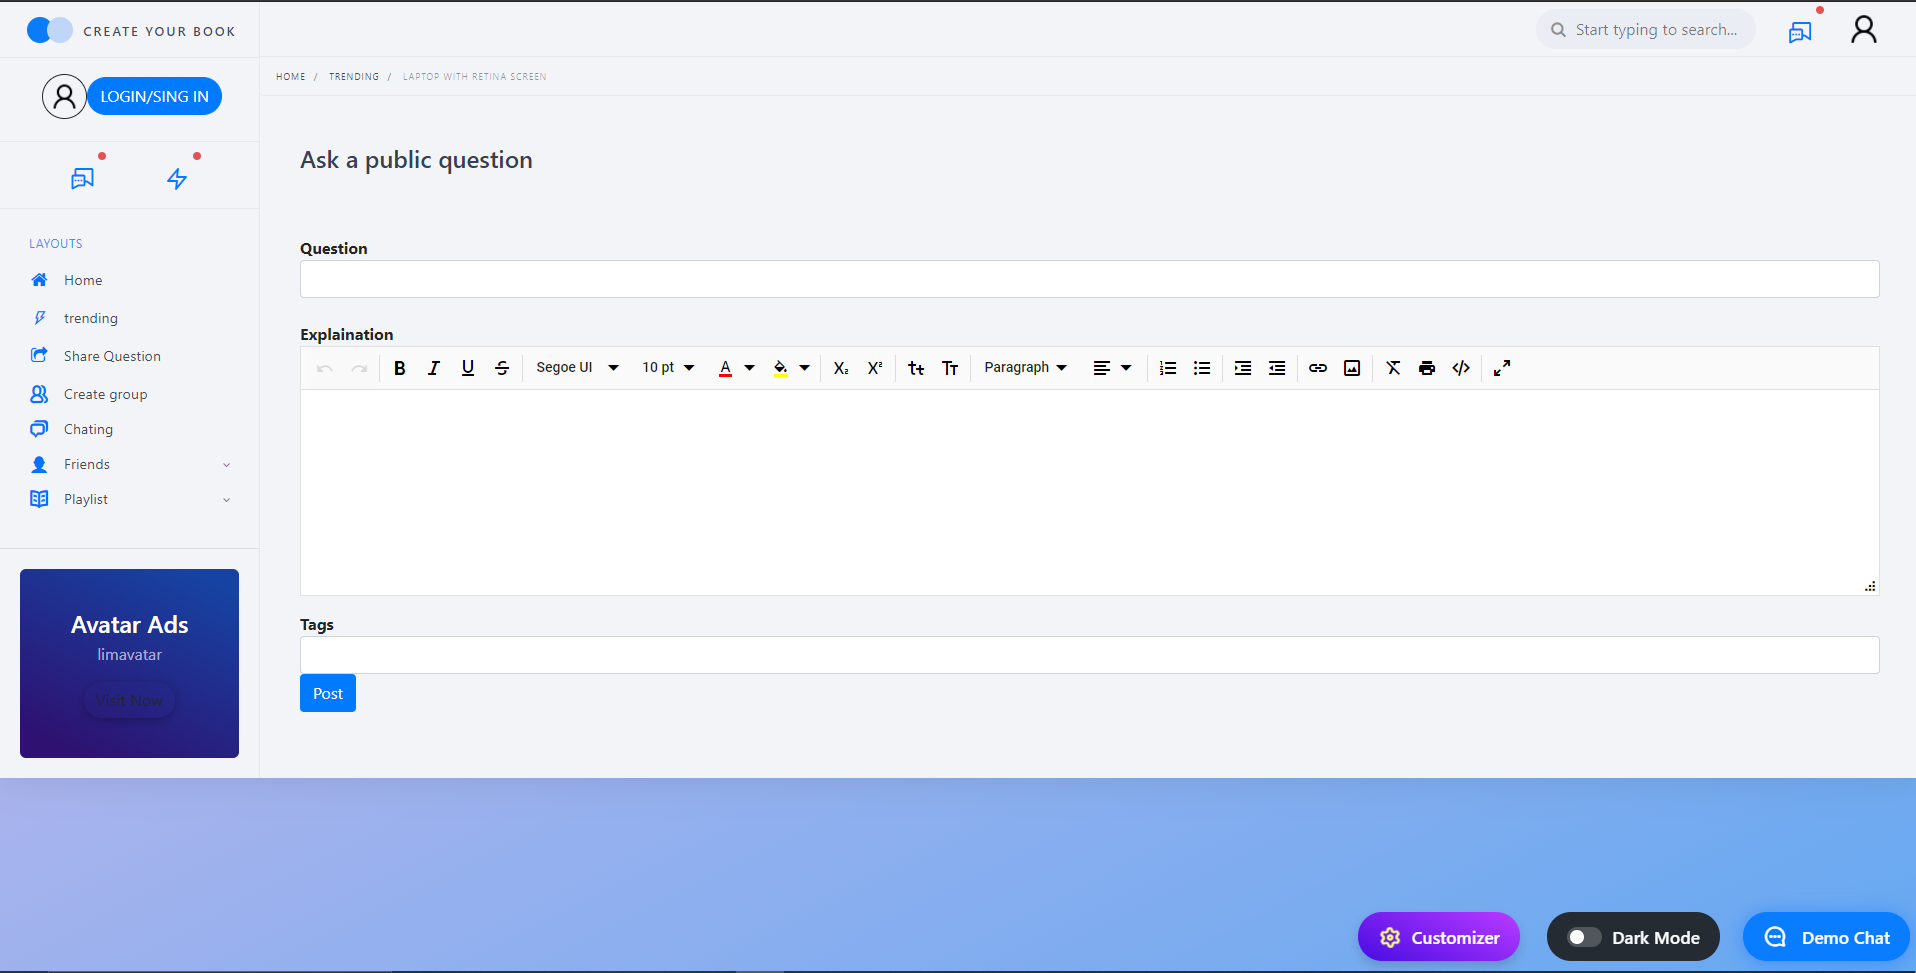 CREATE YOUR BOOK
Start typing to search...
LOGIN/SING IN
HOME / TRENDING / LAPTOP WITH RETINA SCREEN
Ask a public question
LAYOUTS
Home
trending
Share Question
Create group
Chating
Friends
Playlist
Avatar Ads
limavatar
Visit Now
Question
Explaination
B I U S Segoe UI 10 pt A X₂ X² Paragraph
Tags
Post
Customizer
Dark Mode
Demo Chat